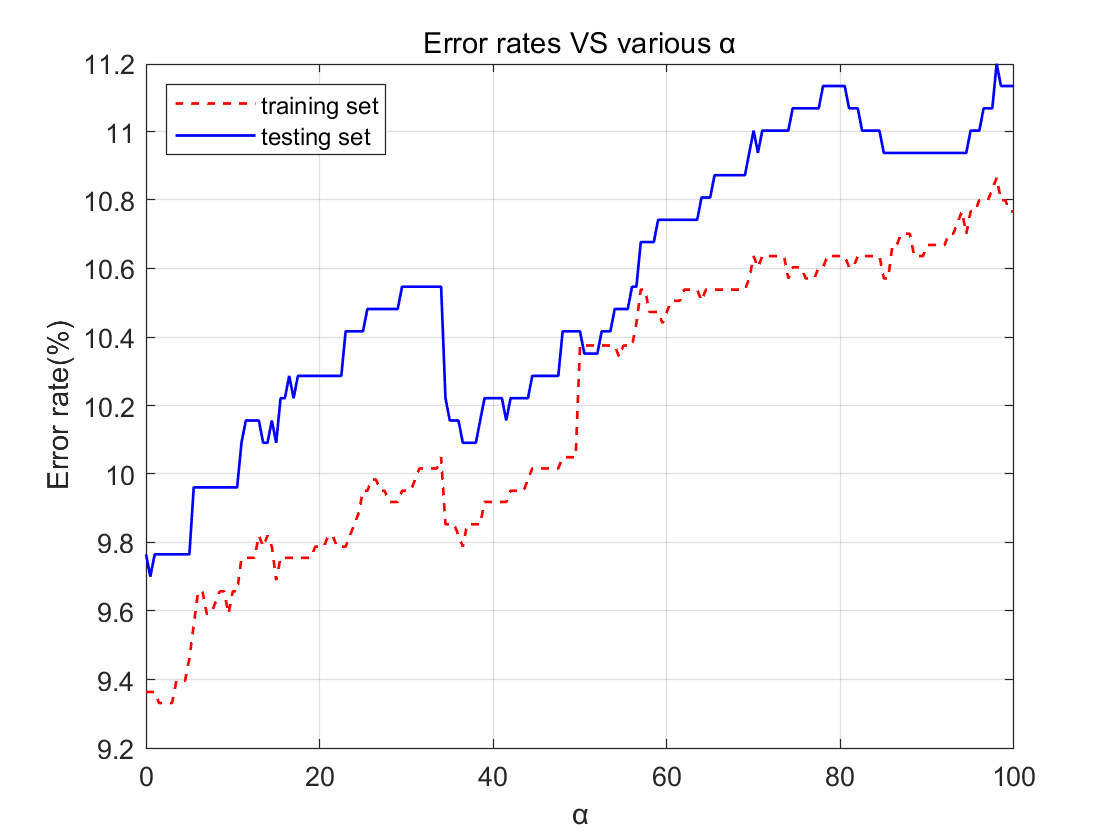 Error rates VS various α
training set
testing set
Error rate(%)
11.2
11
10.8
10.6
10.4
10.2
10
9.8
9.6
9.4
9.2
0 20 40 60 80 100
α